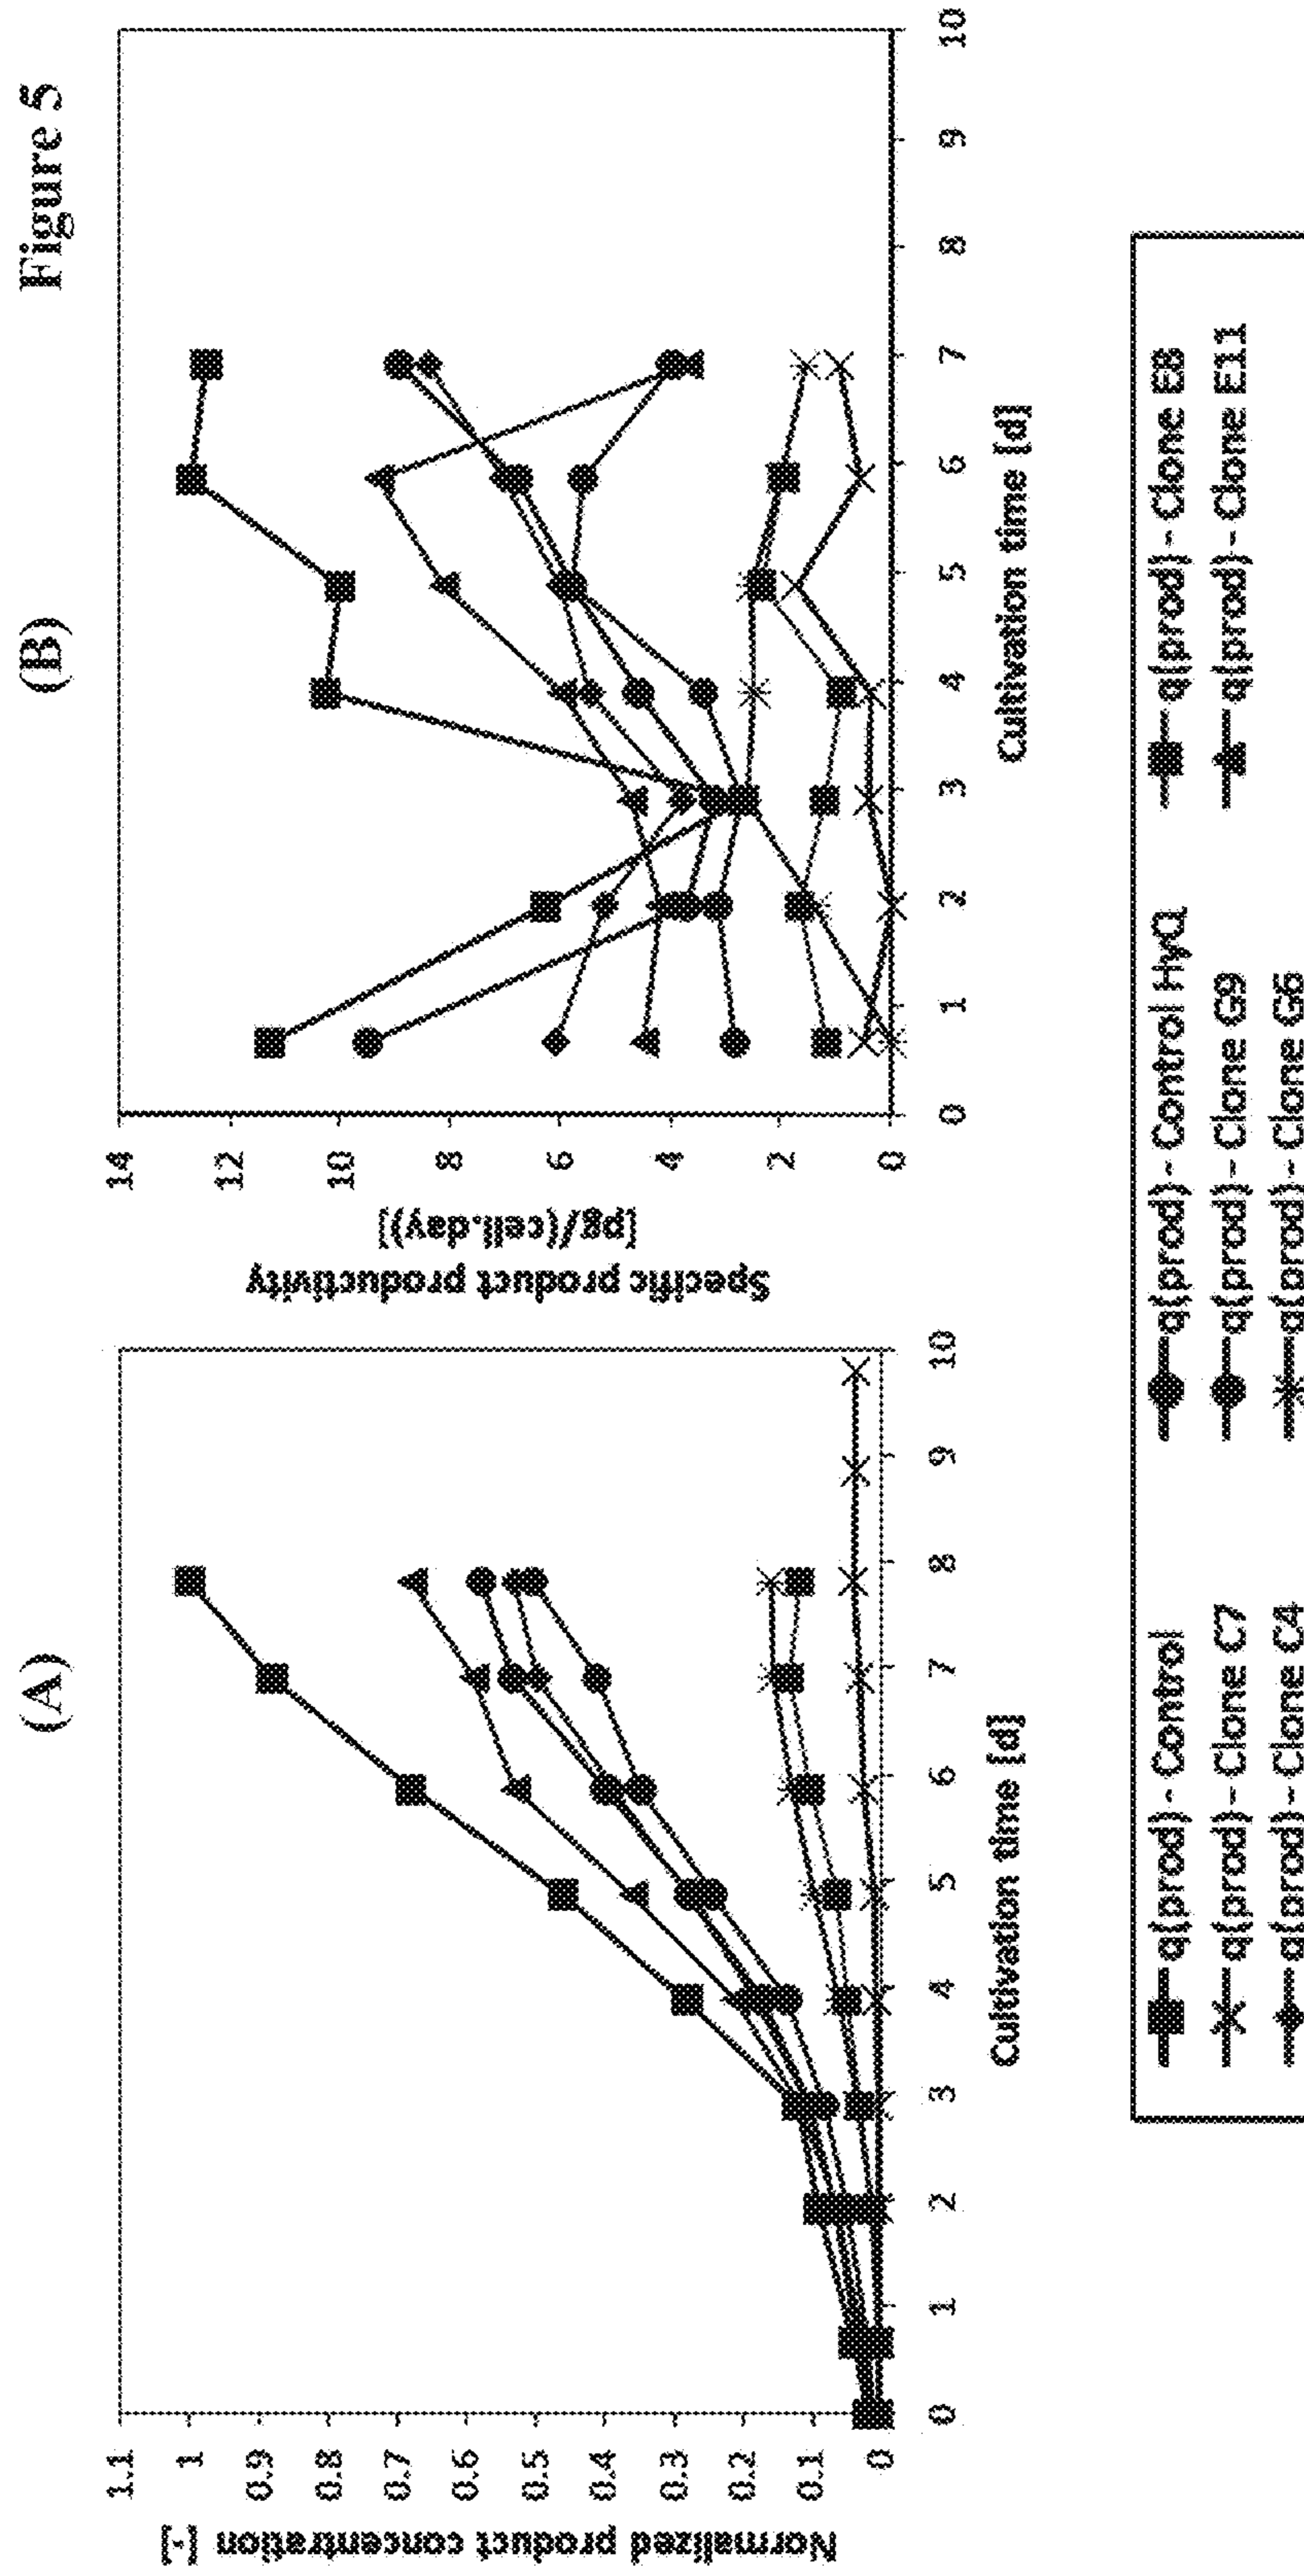 Figure 5
(A)
Normalized product concentration [-]
1.1
1
0.9
0.8
0.7
0.6
0.5
0.4
0.3
0.2
0.1
0
0 1 2 3 4 5 6 7 8 9 10
Cultivation time [d]
(B)
Specific productivity
[pg/(cell.day)]
14
12
10
8
6
4
2
0
0 1 2 3 4 5 6 7 8 9 10
Cultivation time [d]
q(prod) - Control
q(prod) - Control HyQ
q(prod) - Clone E8
q(prod) - Clone C7
q(prod) - Clone G9
q(prod) - Clone E11
q(prod) - Clone C4
q(prod) - Clone G6